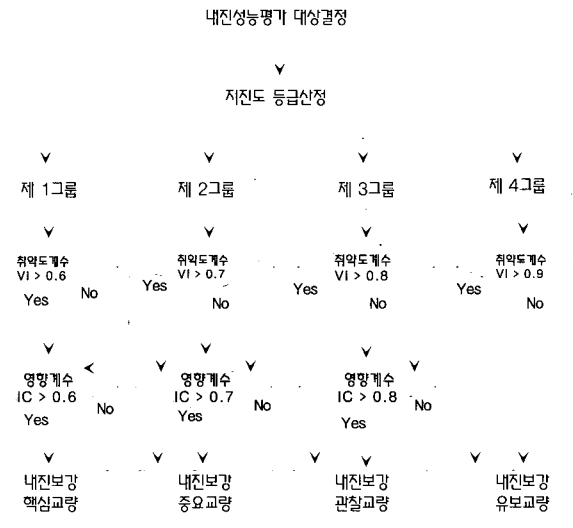 내진성능평가 대상결정
지진도 등급산정
제 1그룹
제 2그룹
제 3그룹
제 4그룹
취약도계수
VI > 0.6
취약도계수
VI > 0.7
취약도계수
VI > 0.8
취약도계수
VI > 0.9
Yes
No
Yes
No
Yes
No
Yes
No
영향계수
IC > 0.6
영향계수
IC > 0.7
영향계수
IC > 0.8
Yes
No
Yes
No
Yes
No
내진보강
핵심교량
내진보강
중요교량
내진보강
관찰교량
내진보강
유보교량